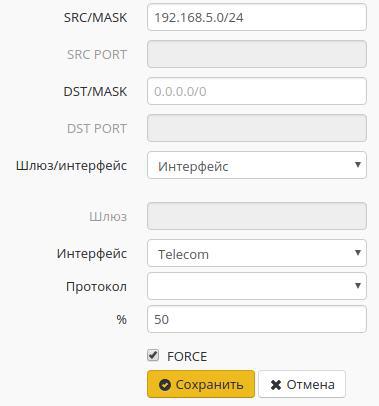 SRC/MASK 192.168.5.0/24
SRC PORT
DST/MASK 0.0.0.0/0
DST PORT
Шлюз/интерфейс Интерфейс
Шлюз
Интерфейс Telecom
Протокол
% 50
FORCE
Сохранить Отмена